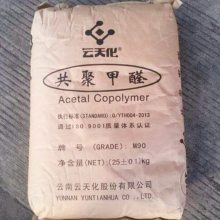 云天化
共聚甲醛
Acetal Copolymer
执行标准(STANDARD):Q/YTH004-2013
通过ISO 9001质量体系认证
牌 号 (GRADE): M90
净含量(NET):(25±0.1)kg
云南云天化股份有限公司
YUNNAN YUNTIANHUA CO.,LTD